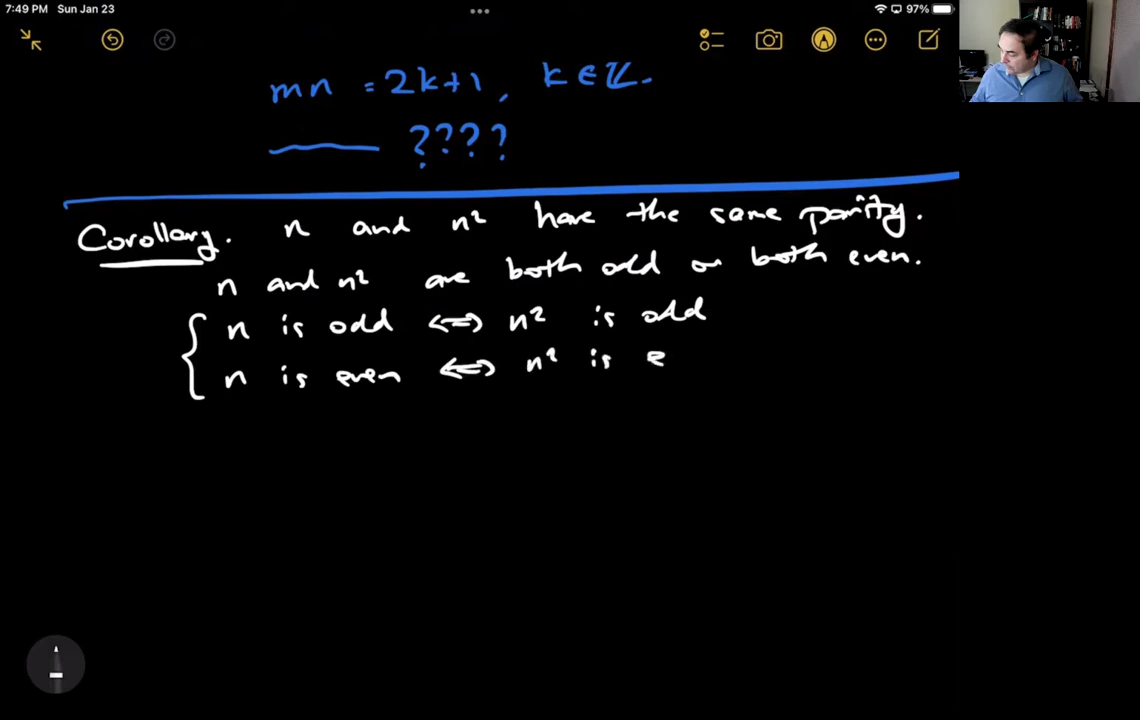 7:49 PM Sun Jan 23
97%
mn = 2k+1, k ∈ ℤ.
????
Corollary. n and n² have the same parity.
n and n² are both odd or both even.
n is odd ⟺ n² is odd
n is even ⟺ n² is e